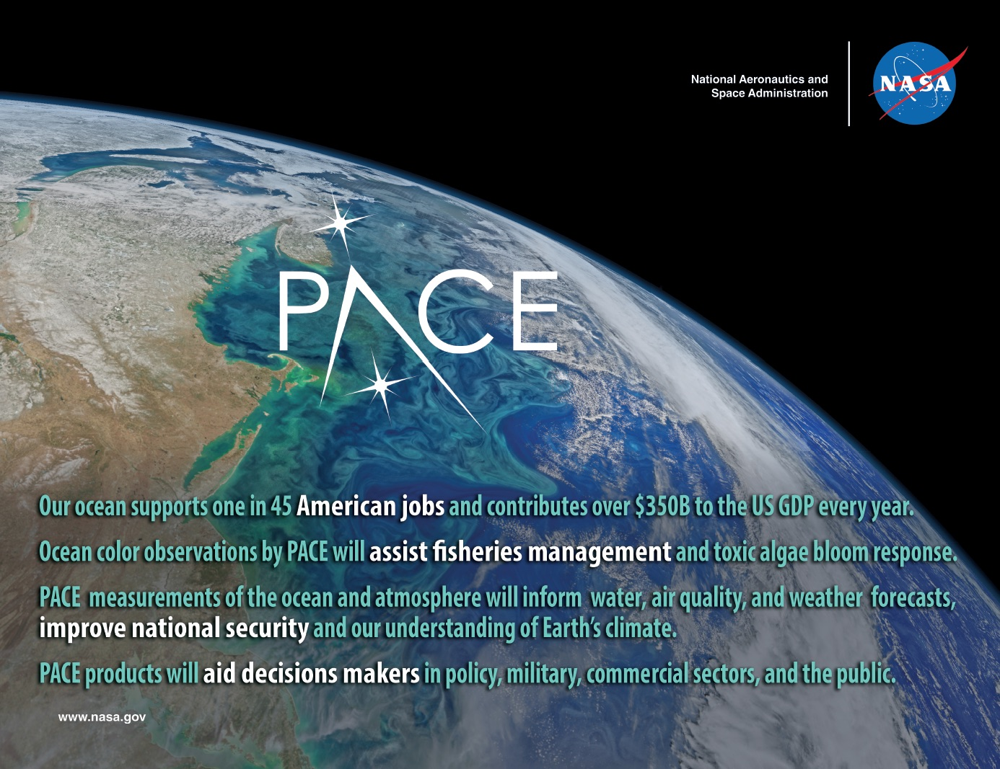 National Aeronautics and
Space Administration
NASA
PACE
Our ocean supports one in 45 American jobs and contributes over $350B to the US GDP every year.
Ocean color observations by PACE will assist fisheries management and toxic algae bloom response.
PACE measurements of the ocean and atmosphere will inform water, air quality, and weather forecasts,
improve national security and our understanding of Earth's climate.
PACE products will aid decisions makers in policy, military, commercial sectors, and the public.
www.nasa.gov